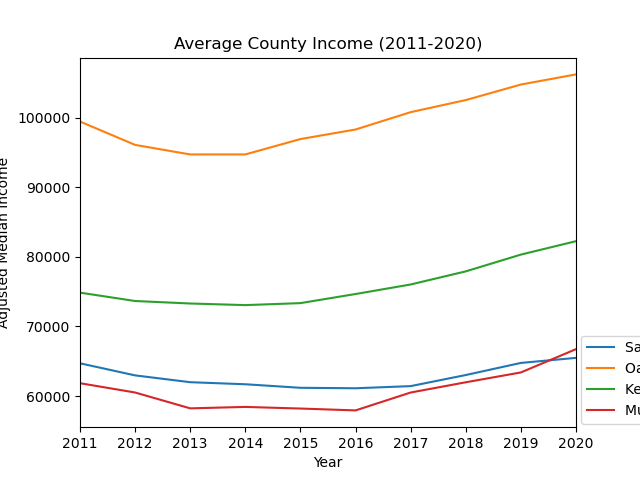 Average County Income (2011-2020)
Adjusted Median Income
100000
90000
80000
70000
60000
2011 2012 2013 2014 2015 2016 2017 2018 2019 2020
Year
Sa
Oa
Ke
Mu